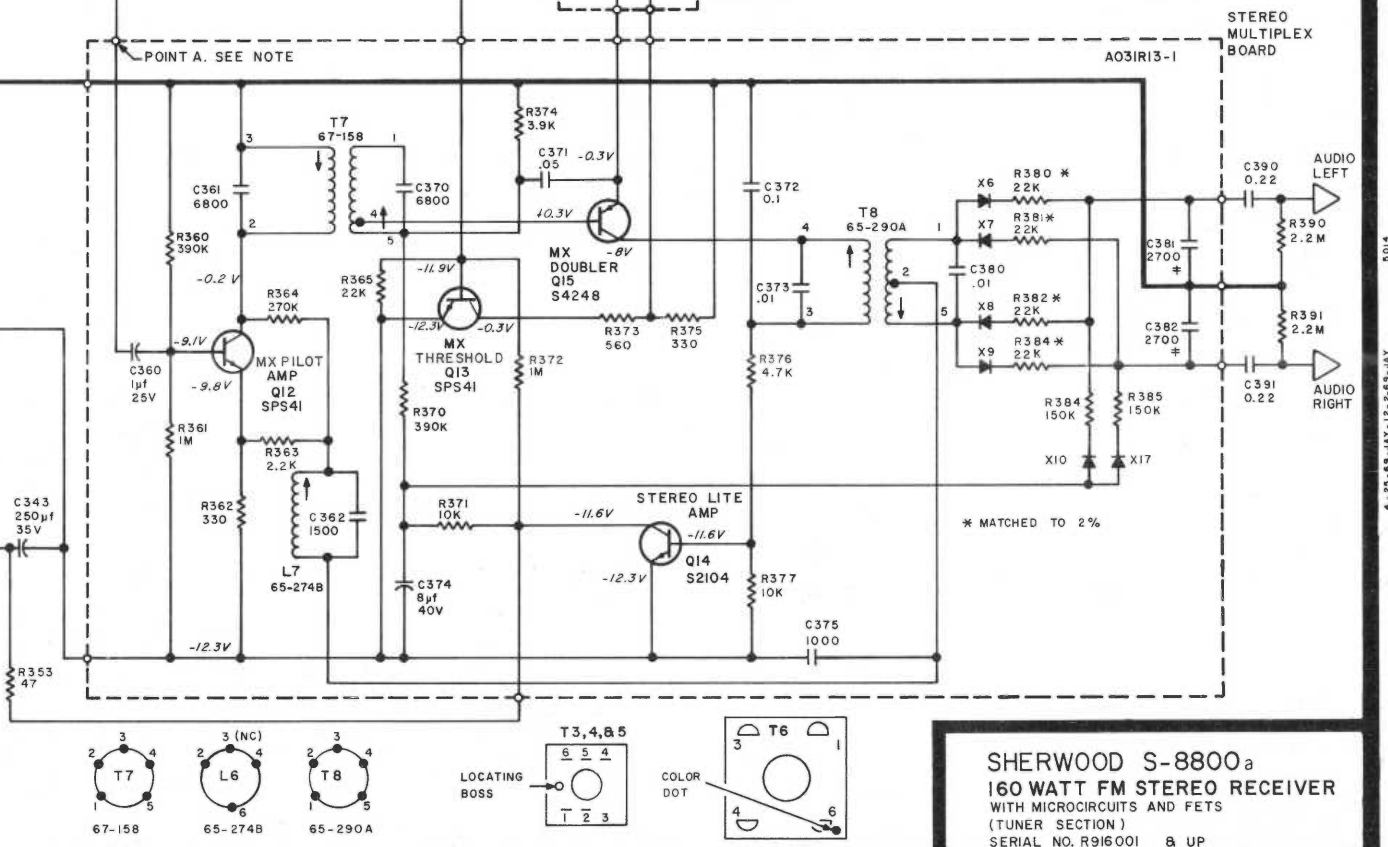 STEREO
MULTIPLEX
BOARD
POINT A. SEE NOTE
A031R13-1
R374
3.9K
T7
67-158
3
1
C371
.05
-0.3V
C361
6800
C370
6800
C372
0.1
X6
R380 *
22K
C390
0.22
AUDIO
LEFT
2
4
5
+0.3V
T8
65-290A
X7
R381*
22K
R360
390K
4
1
R390
2.2M
C381
2700
‡
-0.2 V
R365
22K
-11.9V
MX
DOUBLER
Q15
S4248
-8V
2
C380
.01
C373
.01
R364
270K
X8
R382 *
22K
-12.3V
-0.3V
3
5
R391
2.2M
C382
2700
‡
-9.1V
MX
THRESHOLD
Q13
SPS41
R373
560
R375
330
X9
R384 *
22K
C360
1µf
25V
-9.8V
MX PILOT
AMP
Q12
SPS41
R372
1M
R376
4.7K
C391
0.22
AUDIO
RIGHT
R370
390K
R384
150K
R385
150K
R361
1M
R363
2.2K
X10
X17
C343
250µf
35V
R362
330
C362
1500
R371
10K
STEREO LITE
AMP
-11.6V
-11.6V
* MATCHED TO 2%
L7
65-274B
C374
8µf
40V
-12.3V
Q14
S2104
R377
10K
C375
1000
-12.3V
R353
47
3
2 4
T7
1 5
67-158
3 (NC)
2 4
L6
6
65-274B
3
2 4
T8
1 5
65-290A
T3,4,&5
6 5 4
LOCATING
BOSS
1 2 3
T6
3 1
COLOR
DOT
4 6
SHERWOOD S-8800a
160 WATT FM STEREO RECEIVER
WITH MICROCIRCUITS AND FETS
(TUNER SECTION)
SERIAL NO. R916001 & UP